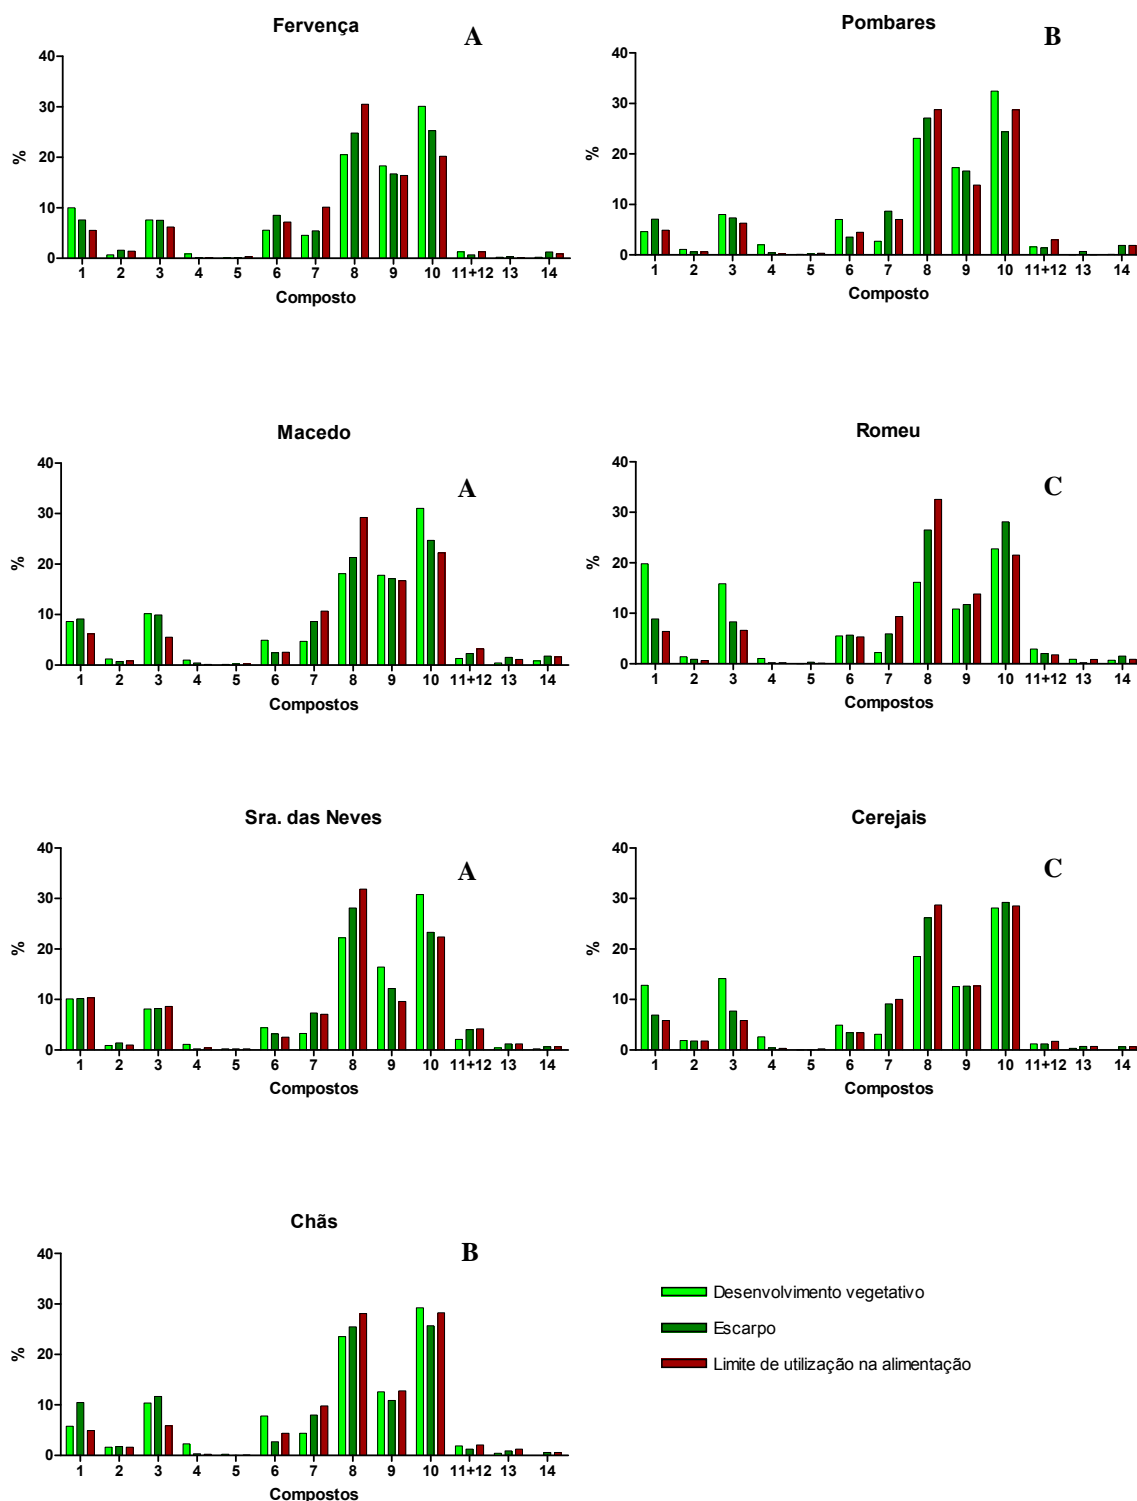 Fervença
A
40
30
20
10
0
%
1 2 3 4 5 6 7 8 9 10 11+12 13 14
Composto
Pombares
B
40
30
20
10
0
%
1 2 3 4 5 6 7 8 9 10 11+12 13 14
Composto
Macedo
A
40
30
20
10
0
%
1 2 3 4 5 6 7 8 9 10 11+12 13 14
Compostos
Romeu
C
40
30
20
10
0
%
1 2 3 4 5 6 7 8 9 10 11+12 13 14
Compostos
Sra. das Neves
A
40
30
20
10
0
%
1 2 3 4 5 6 7 8 9 10 11+12 13 14
Compostos
Cerejais
C
40
30
20
10
0
%
1 2 3 4 5 6 7 8 9 10 11+12 13 14
Compostos
Chãs
B
40
30
20
10
0
%
1 2 3 4 5 6 7 8 9 10 11+12 13 14
Compostos
Desenvolvimento vegetativo
Escarpo
Limite de utilização na alimentação